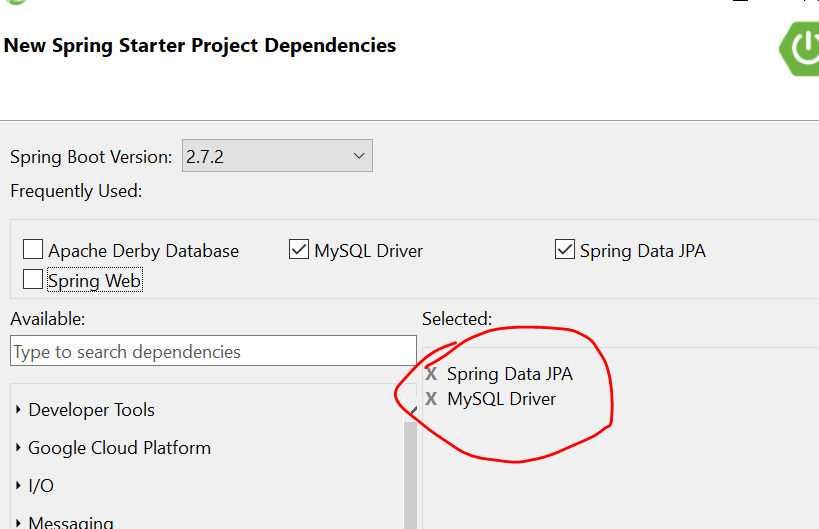 New Spring Starter Project Dependencies
Spring Boot Version: 2.7.2
Frequently Used:
Apache Derby Database MySQL Driver Spring Data JPA
Spring Web
Available: Selected:
Type to search dependencies
X Spring Data JPA
X MySQL Driver
Developer Tools
Google Cloud Platform
I/O
Messaging